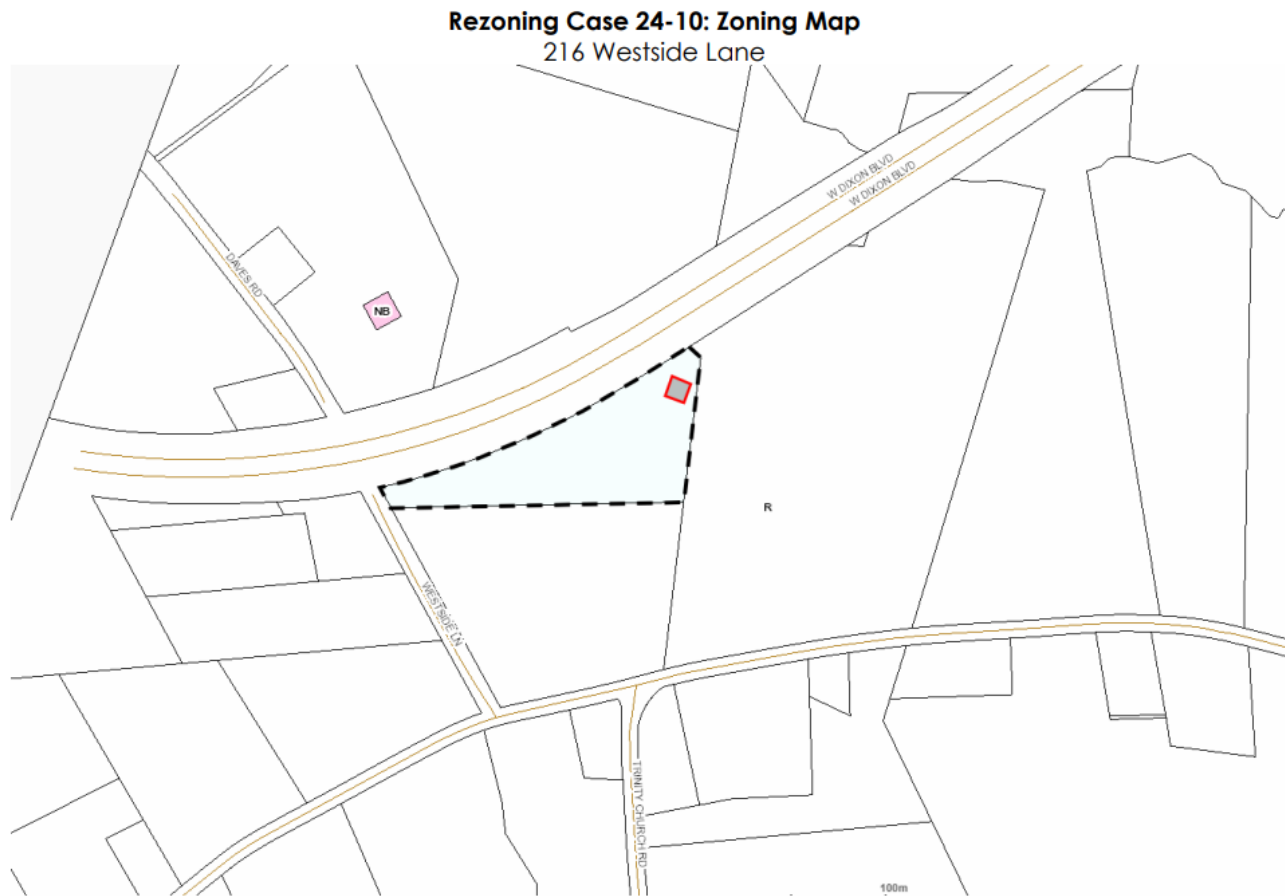 Rezoning Case 24-10: Zoning Map
216 Westside Lane
W DIXON BLVD
W DIXON BLVD
DAVES RD
NB
R
WESTSIDE LN
TRINITY CHURCH RD
100m